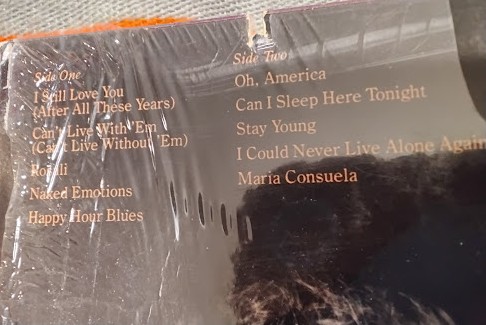 Side One
I Still Love You
(After All These Years)
Can't Live With 'Em
(Can't Live Without 'Em)
Naked Emotions
Happy Hour Blues
Side Two
Oh, America
Can I Sleep Here Tonight
Stay Young
I Could Never Live Alone Again
Maria Consuela